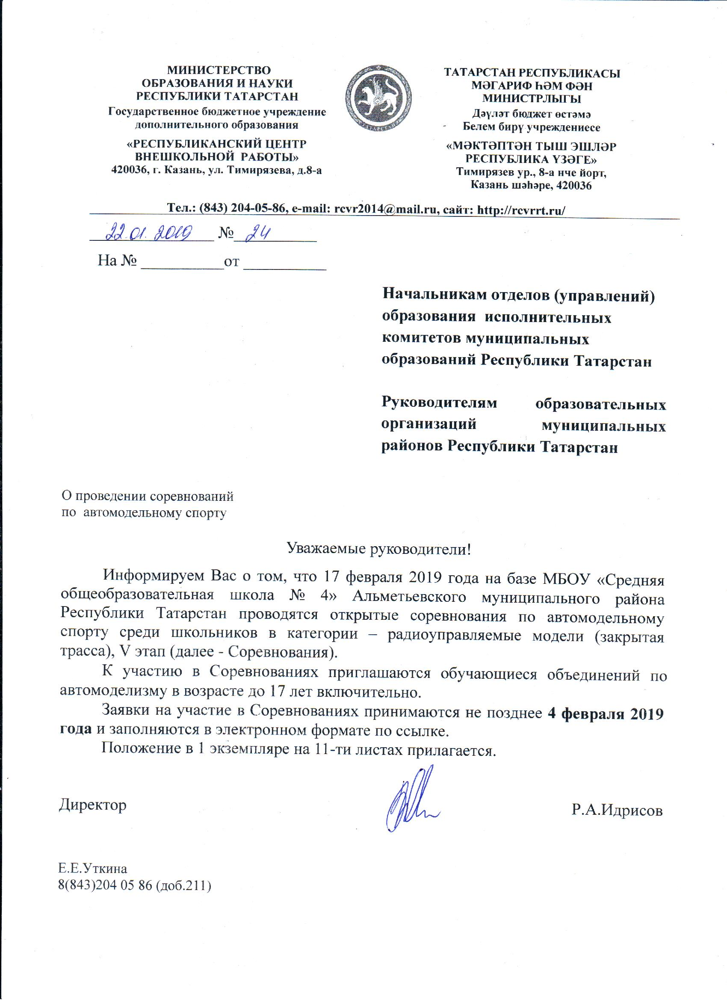 МИНИСТЕРСТВО
ОБРАЗОВАНИЯ И НАУКИ
РЕСПУБЛИКИ ТАТАРСТАН
Государственное бюджетное учреждение
дополнительного образования
«РЕСПУБЛИКАНСКИЙ ЦЕНТР
ВНЕШКОЛЬНОЙ РАБОТЫ»
420036, г. Казань, ул. Тимирязева, д.8-а
ТАТАРСТАН РЕСПУБЛИКАСЫ
МӘГАРИФ ҺӘМ ФӘН
МИНИСТРЛЫГЫ
Дәүләт бюджет өстәмә
Белем бирү учреждениесе
«МӘКТӘПТӘН ТЫШ ЭШЛӘР
РЕСПУБЛИКА ҮЗӘГЕ»
Тимирязев ур., 8-а нче йорт,
Казань шәһәре, 420036
Тел.: (843) 204-05-86, e-mail: rcvr2014@mail.ru, сайт: http://rcvrrt.ru/
22.01.2019 № 24
На № ___________от ___________
Начальникам отделов (управлений)
образования исполнительных
комитетов муниципальных
образований Республики Татарстан
Руководителям образовательных
организаций муниципальных
районов Республики Татарстан
О проведении соревнований
по автомодельному спорту
Уважаемые руководители!
Информируем Вас о том, что 17 февраля 2019 года на базе МБОУ «Средняя
общеобразовательная школа № 4» Альметьевского муниципального района
Республики Татарстан проводятся открытые соревнования по автомодельному
спорту среди школьников в категории – радиоуправляемые модели (закрытая
трасса), V этап (далее - Соревнования).
К участию в Соревнованиях приглашаются обучающиеся объединений по
автомоделизму в возрасте до 17 лет включительно.
Заявки на участие в Соревнованиях принимаются не позднее 4 февраля 2019
года и заполняются в электронном формате по ссылке.
Положение в 1 экземпляре на 11-ти листах прилагается.
Директор Р.А.Идрисов
Е.Е.Уткина
8(843)204 05 86 (доб.211)